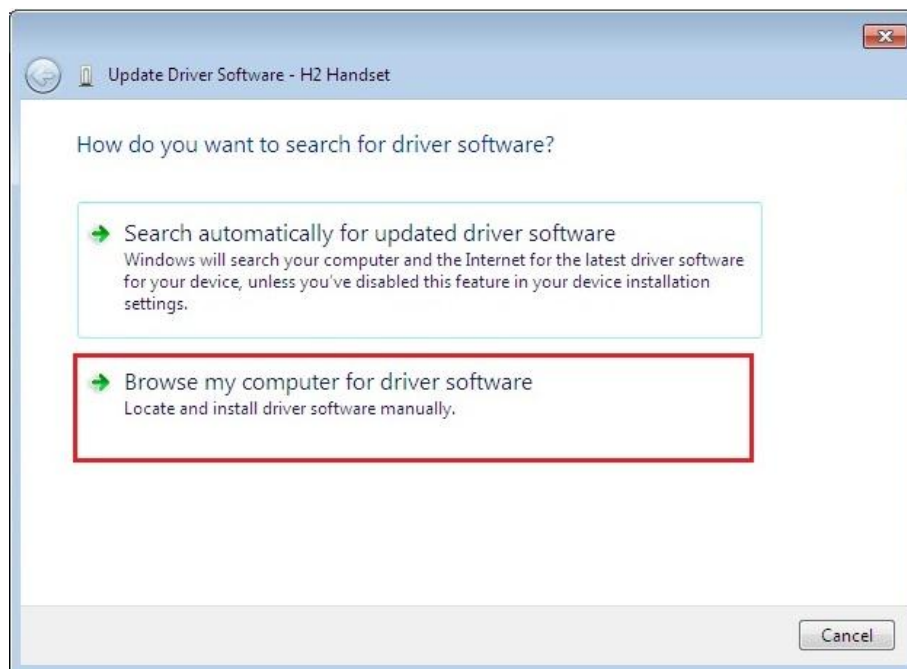 Update Driver Software - H2 Handset
How do you want to search for driver software?
Search automatically for updated driver software
Windows will search your computer and the Internet for the latest driver software
for your device, unless you've disabled this feature in your device installation
settings.
Browse my computer for driver software
Locate and install driver software manually.
Cancel